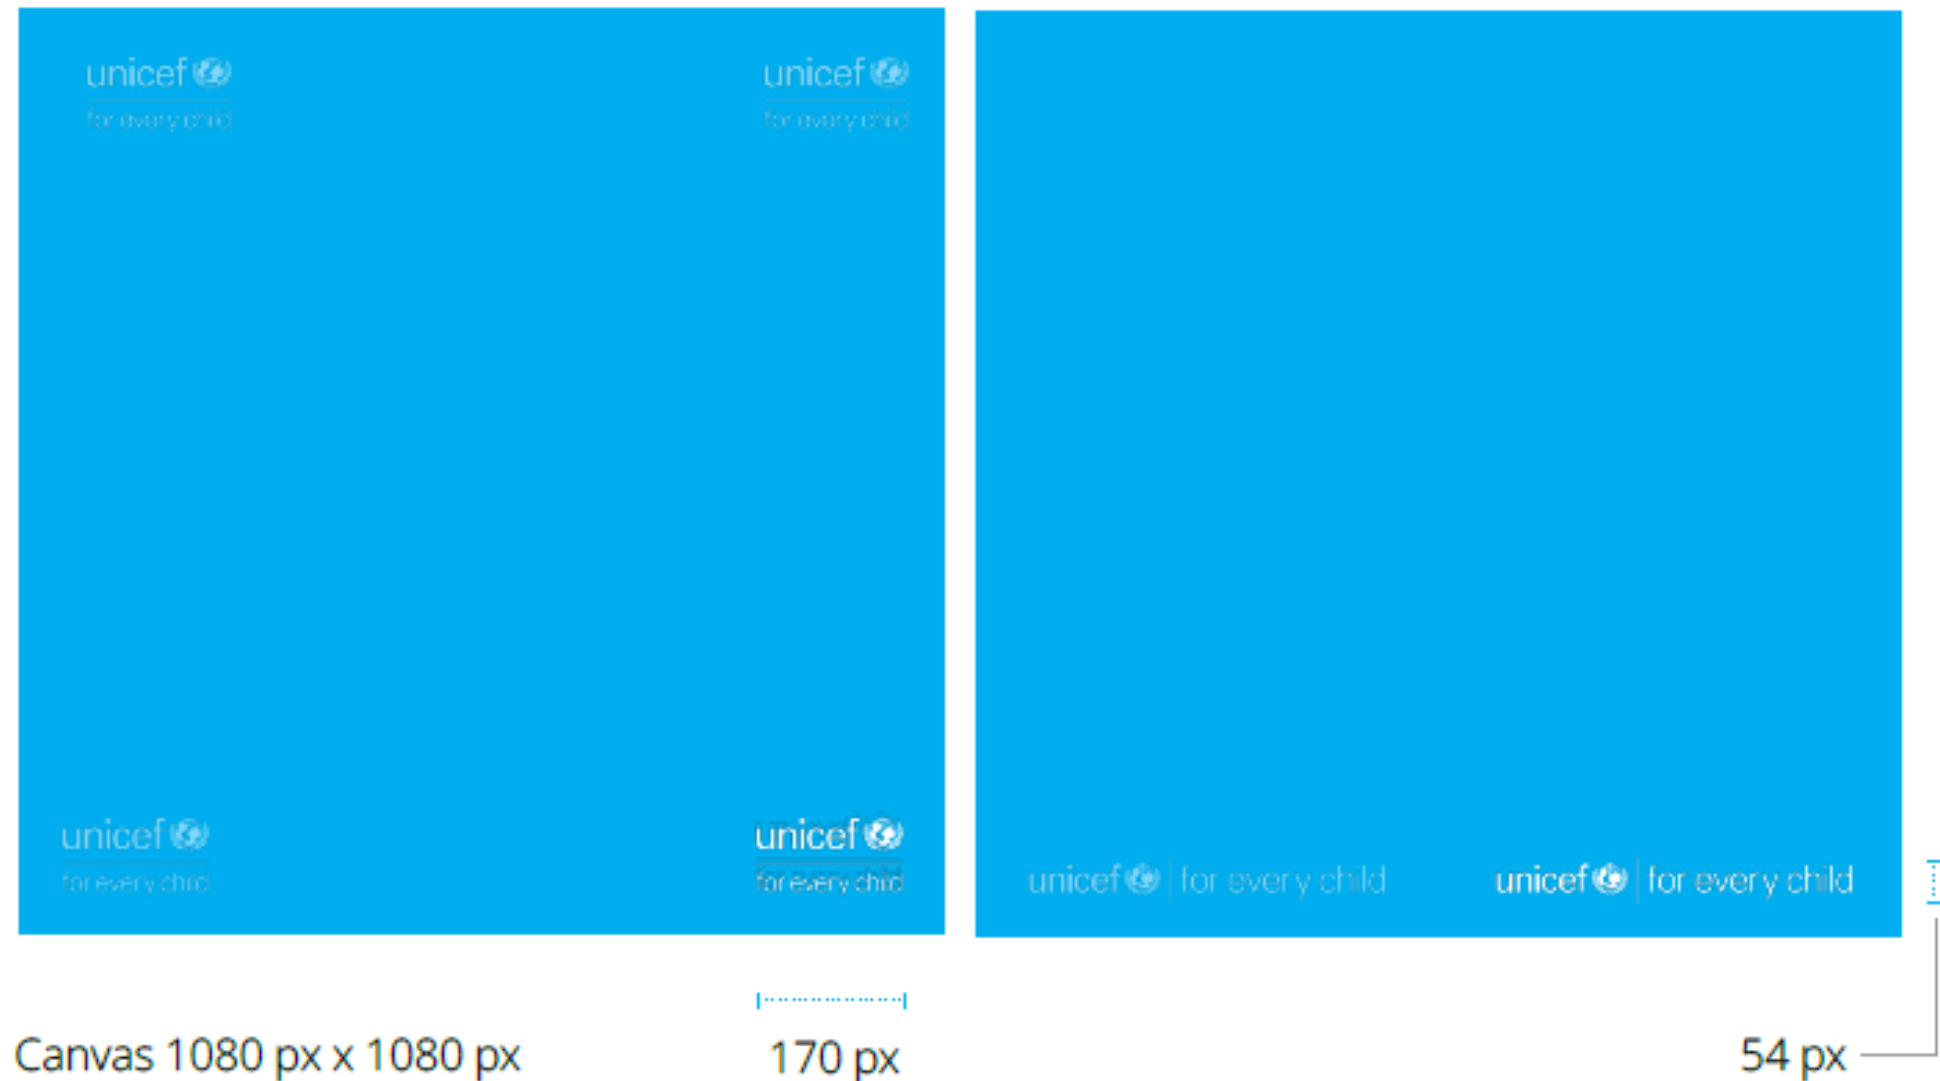 unicef
for every child
unicef
for every child
unicef
for every child
unicef
for every child
unicef | for every child
unicef | for every child
170 px
Canvas 1080 px x 1080 px
54 px